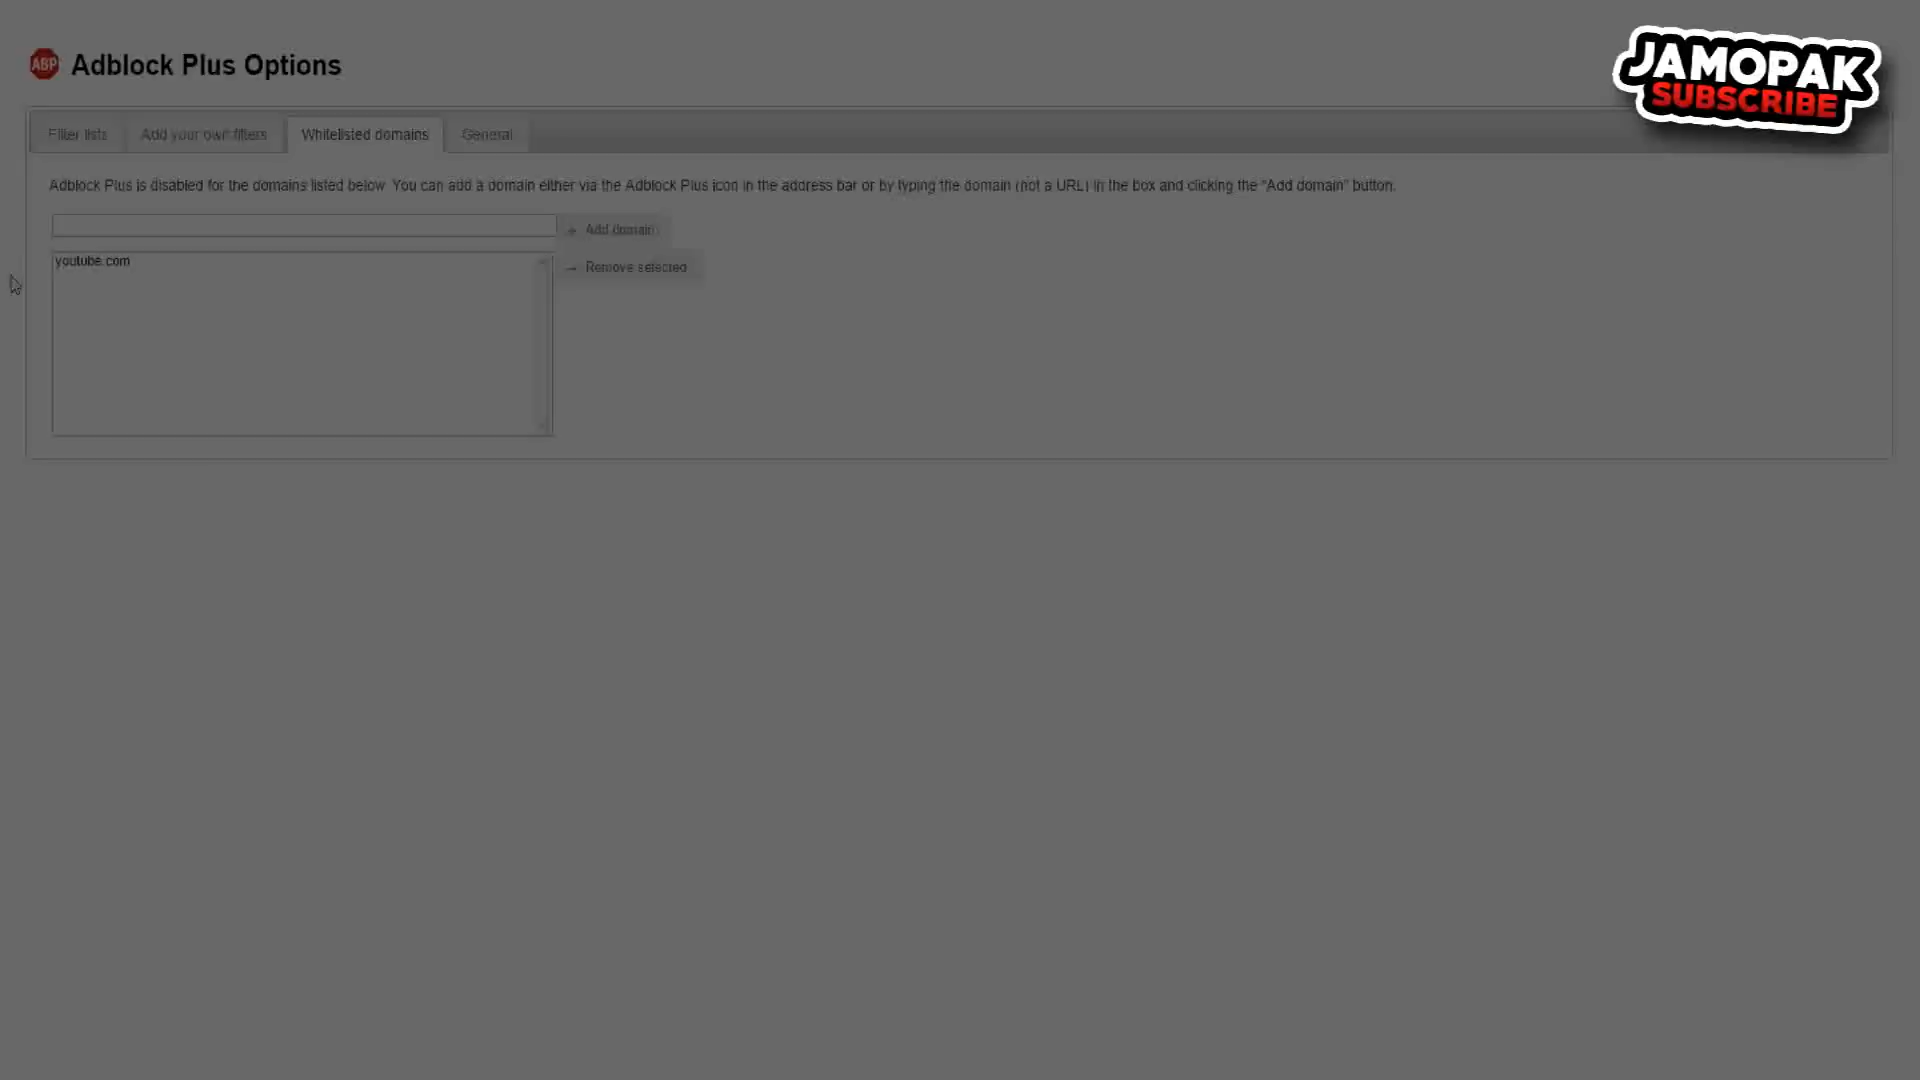 ABP Adblock Plus Options
JAMOPAK
SUBSCRIBE
Filter lists Add your own filters Whitelisted domains General
Adblock Plus is disabled for the domains listed below. You can add a domain either via the Adblock Plus icon in the address bar or by typing the domain (not a URL) in the box and clicking the "Add domain" button.
+ Add domain
youtube.com
− Remove selected